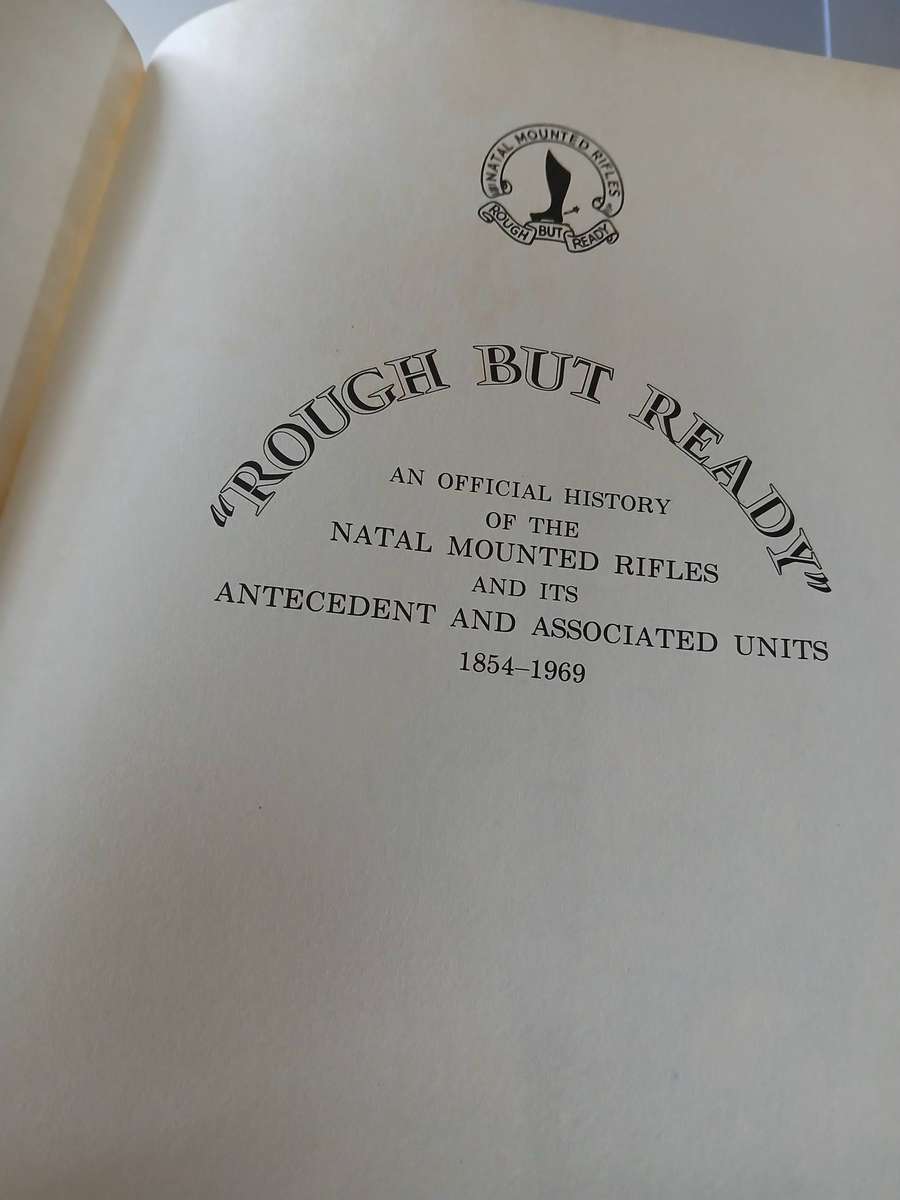 NATAL MOUNTED RIFLES
ROUGH BUT READY
"ROUGH BUT READY"
AN OFFICIAL HISTORY
OF THE
NATAL MOUNTED RIFLES
AND ITS
ANTECEDENT AND ASSOCIATED UNITS
1854–1969